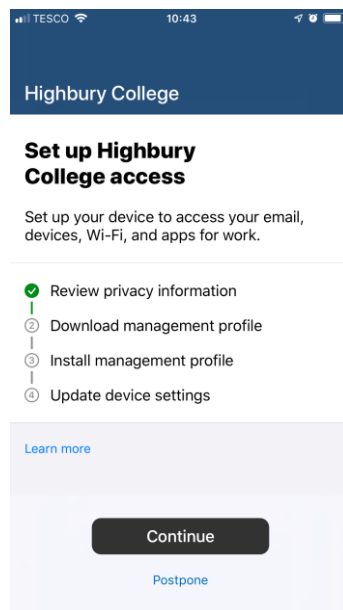 TESCO 10:43
Highbury College
Set up Highbury
College access
Set up your device to access your email,
devices, Wi-Fi, and apps for work.
Review privacy information
2 Download management profile
3 Install management profile
4 Update device settings
Learn more
Continue
Postpone